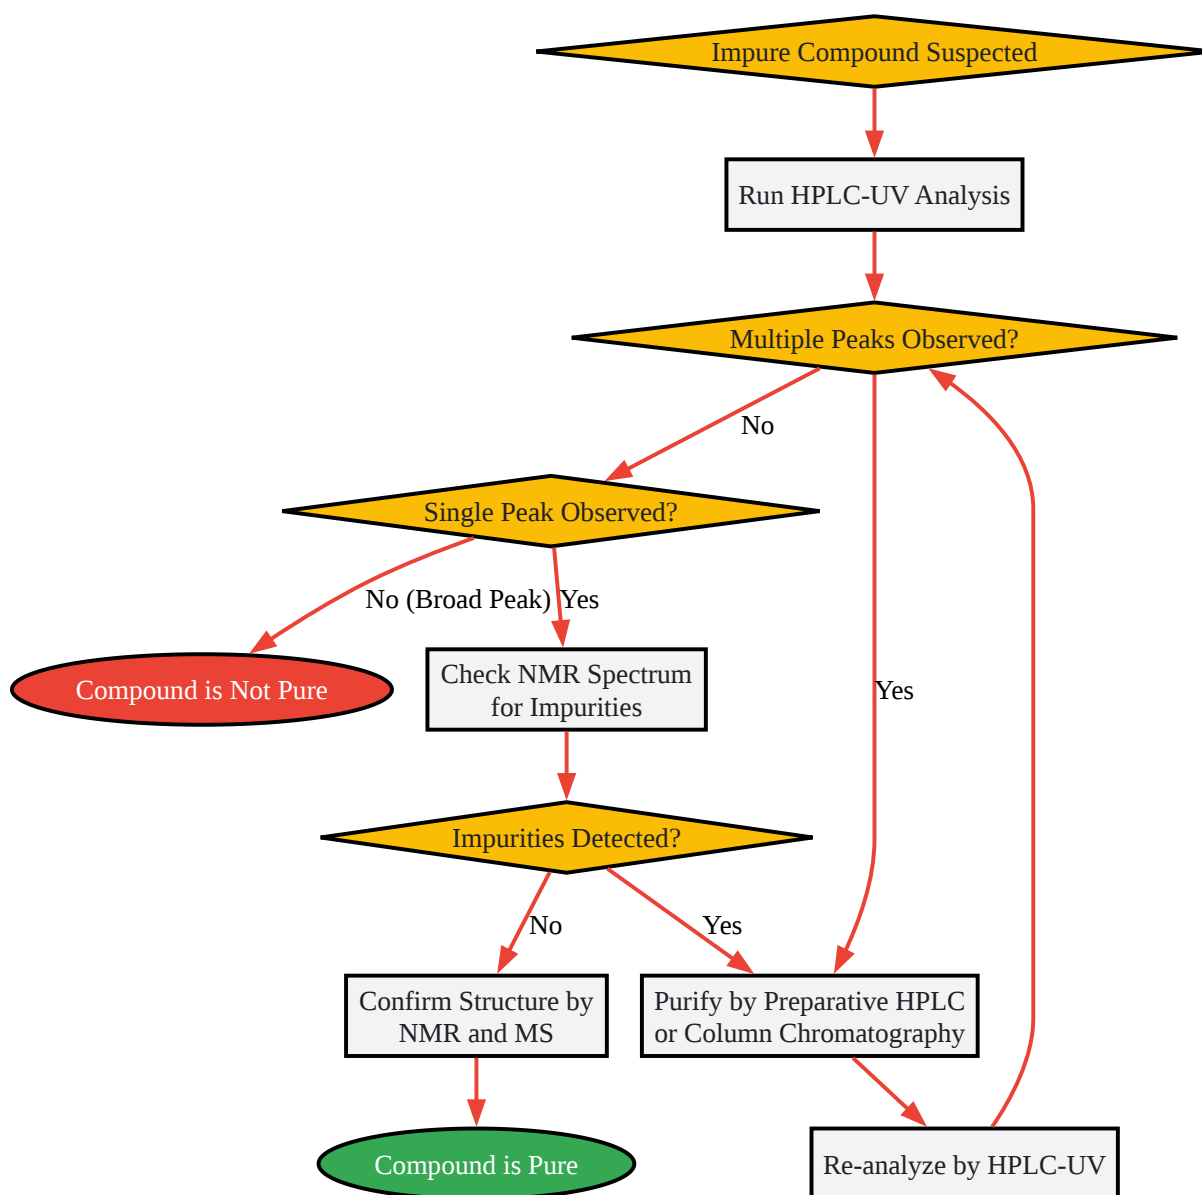 Impure Compound Suspected
Run HPLC-UV Analysis
Multiple Peaks Observed?
No
Single Peak Observed?
No (Broad Peak)
Yes
Compound is Not Pure
Check NMR Spectrum
for Impurities
Yes
Impurities Detected?
No
Yes
Confirm Structure by
NMR and MS
Purify by Preparative HPLC
or Column Chromatography
Compound is Pure
Re-analyze by HPLC-UV